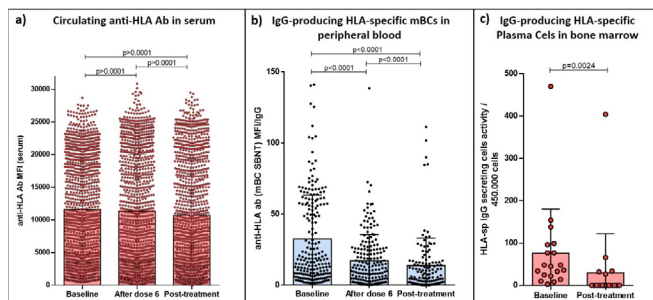 a) Circulating anti-HLA Ab in serum
p>0.0001
p>0.0001
p>0.0001
anti-HLA Ab MFI (serum)
30000
25000
20000
15000
10000
5000
0
Baseline
After dose 6
Post-treatment
b) IgG-producing HLA-specific mBCs in
peripheral blood
p<0.0001
p<0.0001
p<0.0001
anti-HLA ab (mBC SBNT) MFI/IgG
150
100
50
0
Baseline
After dose 6
Post-treatment
c) IgG-producing HLA-specific
Plasma Cels in bone marrow
p=0.0024
HLA-sp IgG secreting cells activity /
450.000 cells
500
400
300
200
100
0
Baseline
Post-treatment